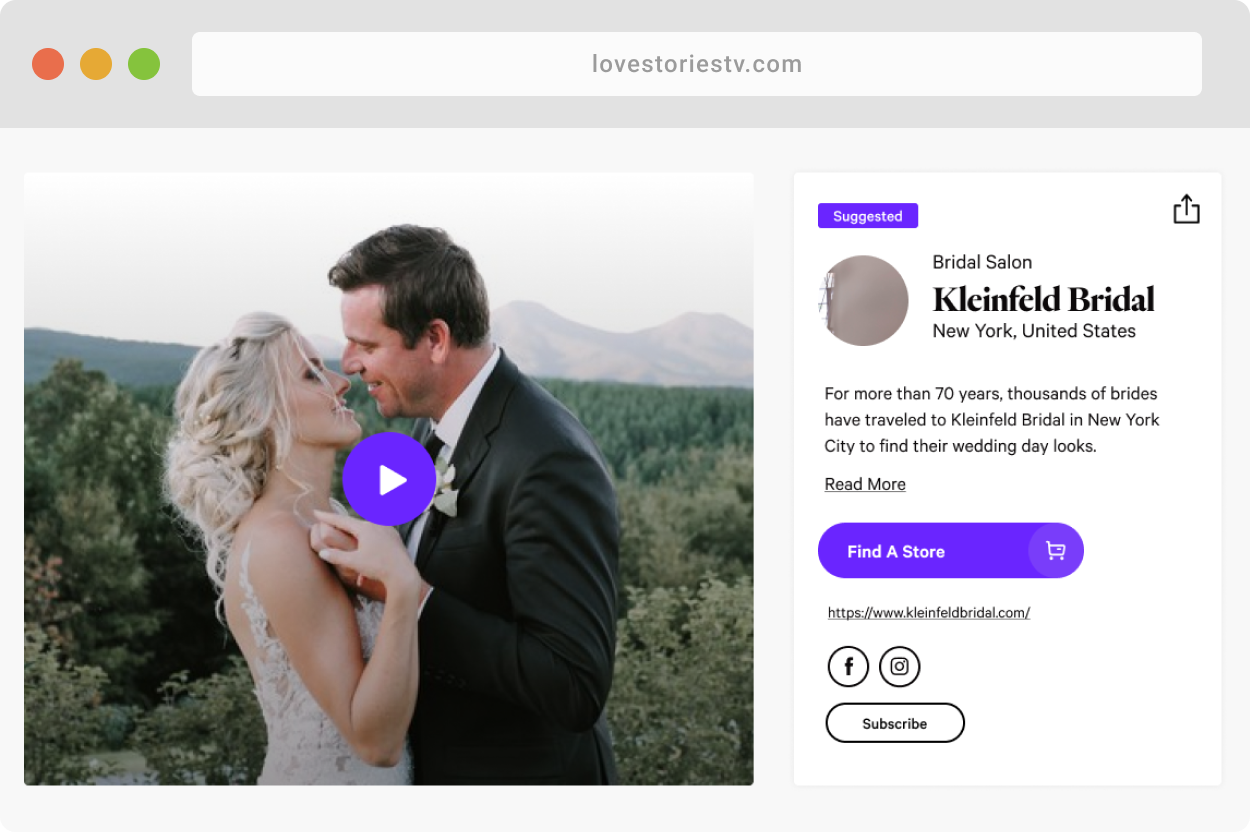 lovestoriestv.com
Suggested
Bridal Salon
Kleinfeld Bridal
New York, United States
For more than 70 years, thousands of brides
have traveled to Kleinfeld Bridal in New York
City to find their wedding day looks.
Read More
Find A Store
https://www.kleinfeldbridal.com/
Subscribe